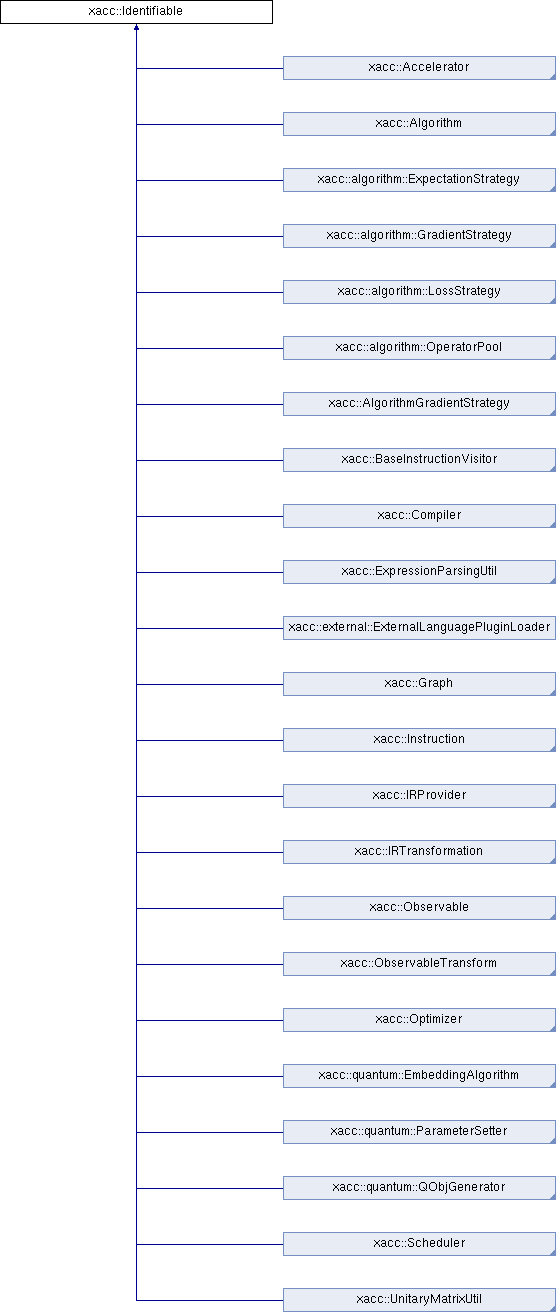 xacc::Identifiable
xacc::Accelerator
xacc::Algorithm
xacc::algorithm::ExpectationStrategy
xacc::algorithm::GradientStrategy
xacc::algorithm::LossStrategy
xacc::algorithm::OperatorPool
xacc::AlgorithmGradientStrategy
xacc::BaseInstructionVisitor
xacc::Compiler
xacc::ExpressionParsingUtil
xacc::external::ExternalLanguagePluginLoader
xacc::Graph
xacc::Instruction
xacc::IRProvider
xacc::IRTransformation
xacc::Observable
xacc::ObservableTransform
xacc::Optimizer
xacc::quantum::EmbeddingAlgorithm
xacc::quantum::ParameterSetter
xacc::quantum::QObjGenerator
xacc::Scheduler
xacc::UnitaryMatrixUtil